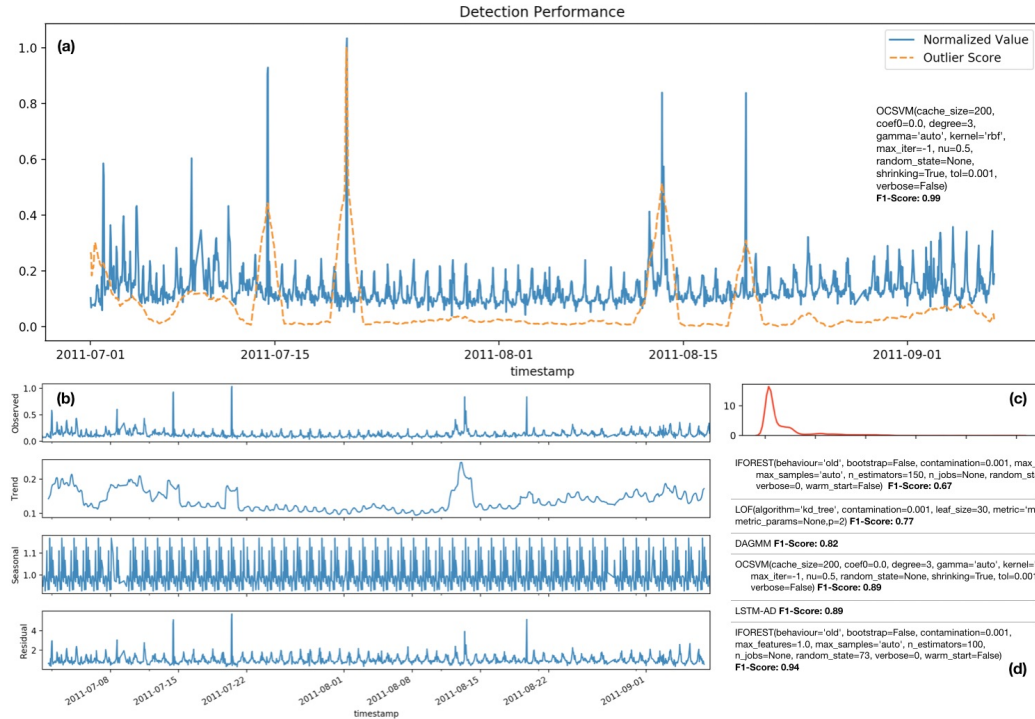 Detection Performance
(a)
Normalized Value
Outlier Score
1.0
0.8
0.6
0.4
0.2
0.0
OCSVM(cache_size=200,
coef0=0.0, degree=3,
gamma='auto', kernel='rbf',
max_iter=-1, nu=0.5,
random_state=None,
shrinking=True, tol=0.001,
verbose=False)
F1-Score: 0.99
2011-07-01 2011-07-15 2011-08-01 2011-08-15 2011-09-01
timestamp
(b)
Observed
1.0
0.5
0.0
Trend
0.2
0.1
Seasonal
1.1
1.0
Residual
4
2
2011-07-08 2011-07-15 2011-07-22 2011-08-01 2011-08-08 2011-08-15 2011-08-22 2011-09-01
timestamp
(c)
10
0
IFOREST(behaviour='old', bootstrap=False, contamination=0.001, max_
max_samples='auto', n_estimators=150, n_jobs=None, random_st
verbose=0, warm_start=False) F1-Score: 0.67
LOF(algorithm='kd_tree', contamination=0.001, leaf_size=30, metric='m
metric_params=None,p=2) F1-Score: 0.77
DAGMM F1-Score: 0.82
OCSVM(cache_size=200, coef0=0.0, degree=3, gamma='auto', kernel='
max_iter=-1, nu=0.5, random_state=None, shrinking=True, tol=0.001
verbose=False) F1-Score: 0.89
LSTM-AD F1-Score: 0.89
IFOREST(behaviour='old', bootstrap=False, contamination=0.001,
max_features=1.0, max_samples='auto', n_estimators=100,
n_jobs=None, random_state=73, verbose=0, warm_start=False)
F1-Score: 0.94
(d)